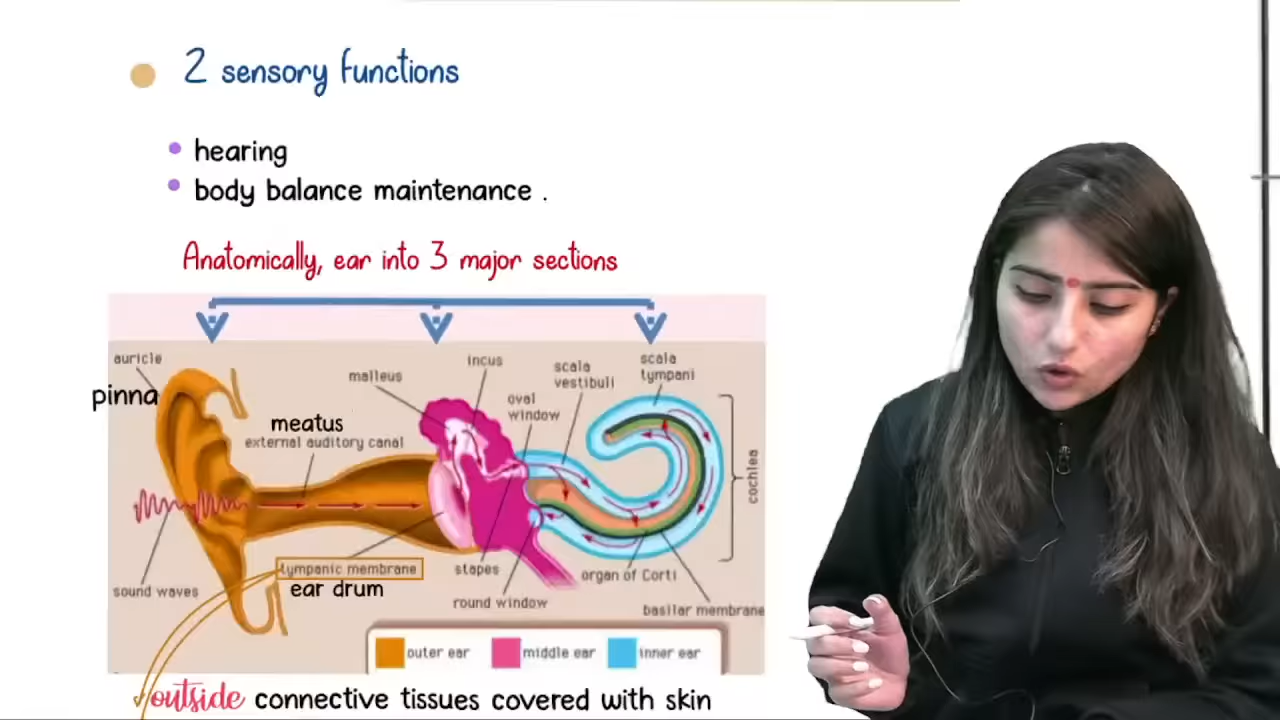 2 sensory functions
hearing
body balance maintenance .
Anatomically, ear into 3 major sections
auricle
pinna
meatus
external auditory canal
malleus
incus
oval window
scala vestibuli
scala tympani
cochlea
sound waves
tympanic membrane
ear drum
stapes
round window
organ of Corti
basilar membrane
outer ear middle ear inner ear
outside connective tissues covered with skin